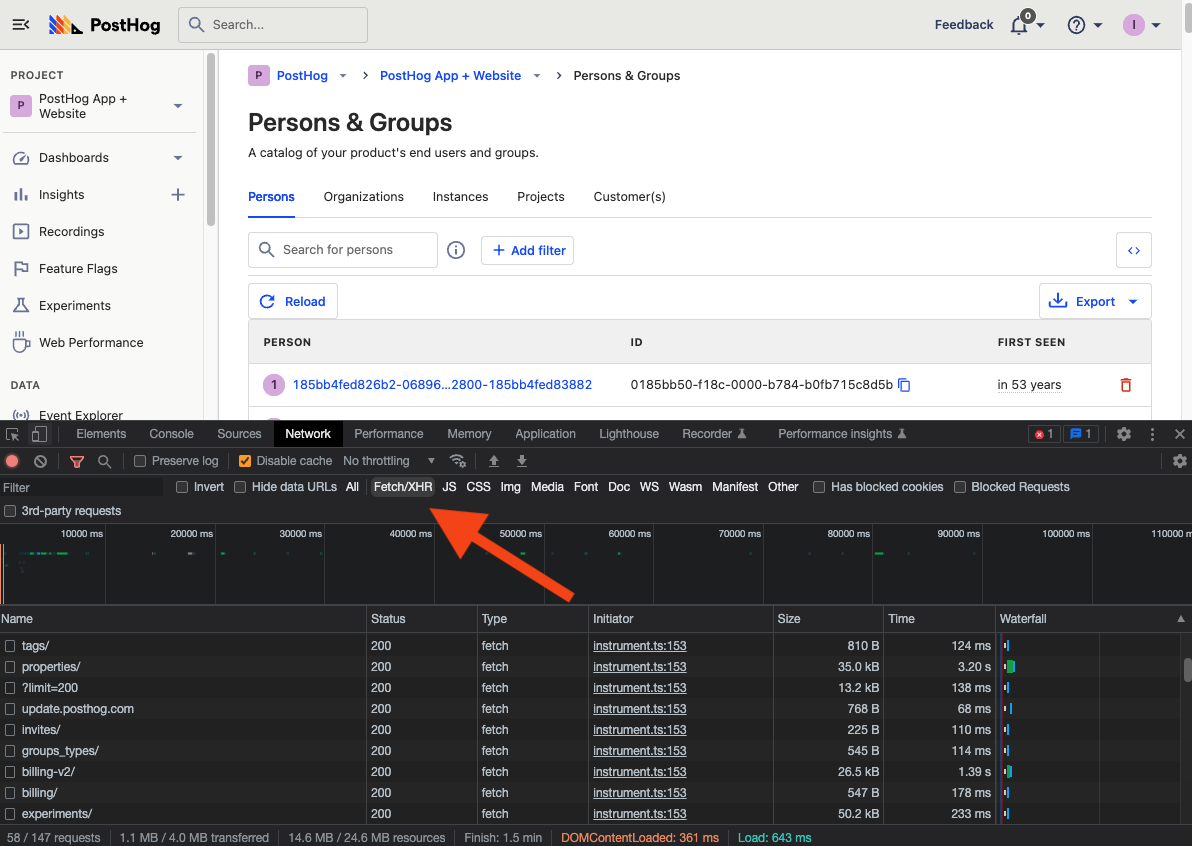 PostHog
Search...
Feedback
0
I
PROJECT
P
PostHog App +
Website
Dashboards
Insights
Recordings
Feature Flags
Experiments
Web Performance
DATA
Event Explorer
P PostHog PostHog App + Website Persons & Groups
Persons & Groups
A catalog of your product's end users and groups.
Persons Organizations Instances Projects Customer(s)
Search for persons
Add filter
Reload
Export
PERSON ID FIRST SEEN
1 185bb4fed826b2-06896...2800-185bb4fed83882 0185bb50-f18c-0000-b784-b0fb715c8d5b in 53 years
Elements Console Sources Network Performance Memory Application Lighthouse Recorder Performance insights 1 1
Preserve log Disable cache No throttling
Filter Invert Hide data URLs All Fetch/XHR JS CSS Img Media Font Doc WS Wasm Manifest Other Has blocked cookies Blocked Requests
3rd-party requests
10000 ms 20000 ms 30000 ms 40000 ms 50000 ms 60000 ms 70000 ms 80000 ms 90000 ms 100000 ms 110000 m
Name Status Type Initiator Size Time Waterfall
tags/ 200 fetch instrument.ts:153 810 B 124 ms
properties/ 200 fetch instrument.ts:153 35.0 kB 3.20 s
?limit=200 200 fetch instrument.ts:153 13.2 kB 138 ms
update.posthog.com 200 fetch instrument.ts:153 768 B 68 ms
invites/ 200 fetch instrument.ts:153 225 B 110 ms
groups_types/ 200 fetch instrument.ts:153 545 B 114 ms
billing-v2/ 200 fetch instrument.ts:153 26.5 kB 1.39 s
billing/ 200 fetch instrument.ts:153 547 B 178 ms
experiments/ 200 fetch instrument.ts:153 50.2 kB 233 ms
58 / 147 requests 1.1 MB / 4.0 MB transferred 14.6 MB / 24.6 MB resources Finish: 1.5 min DOMContentLoaded: 361 ms Load: 643 ms